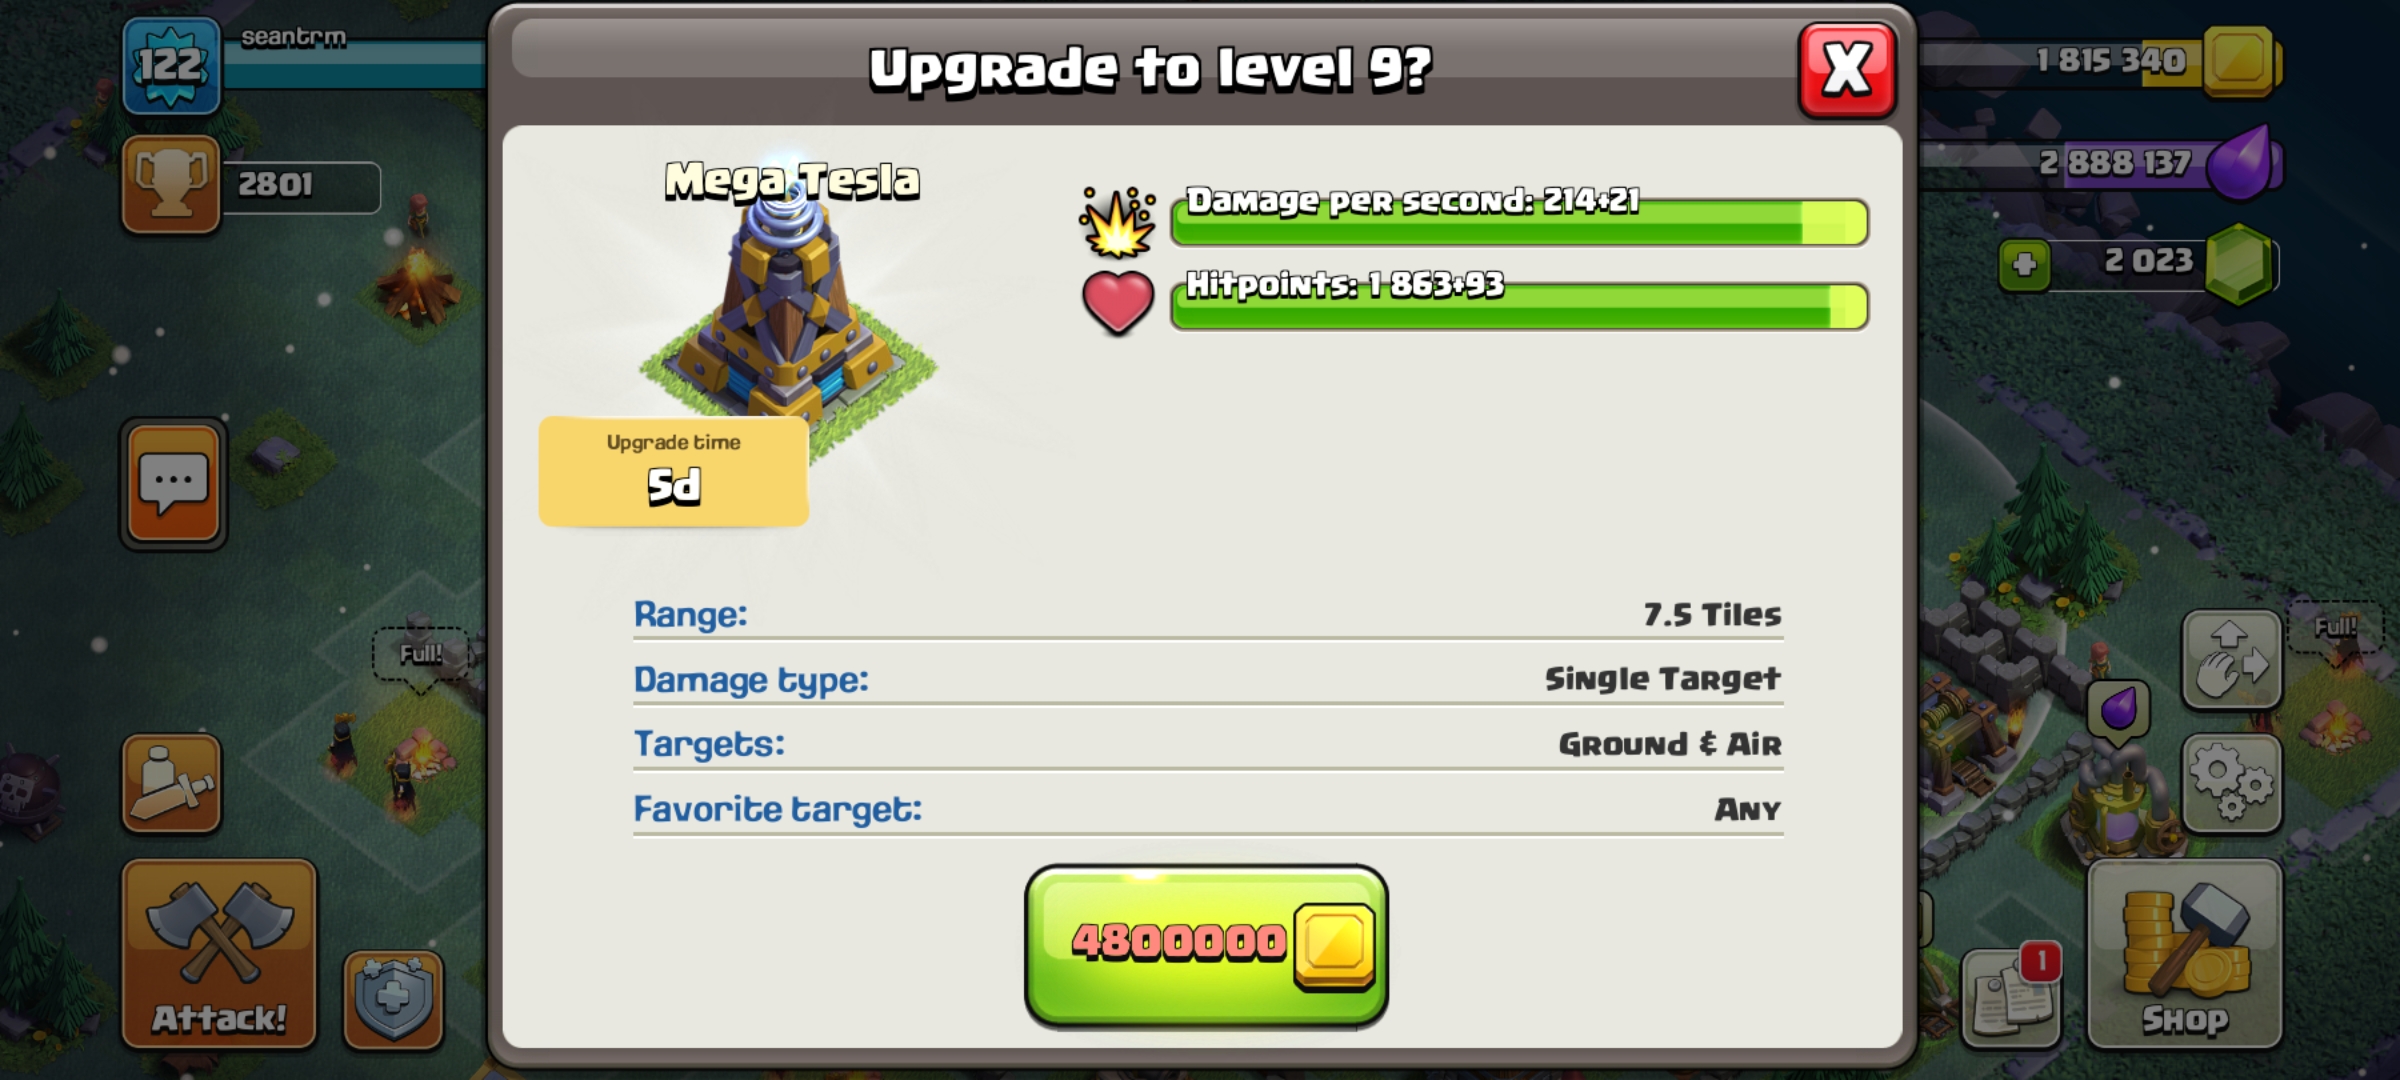 122
seantrm
Upgrade to level 9?
X
1 815 340
2801
Mega Tesla
Damage per second: 214+21
2 888 137
Hitpoints: 1 863+93
2 023
Upgrade time
5d
Range: 7.5 Tiles
Full!
Full!
Damage type: Single Target
Targets: Ground & Air
Favorite target: Any
4800000
1
Attack!
Shop